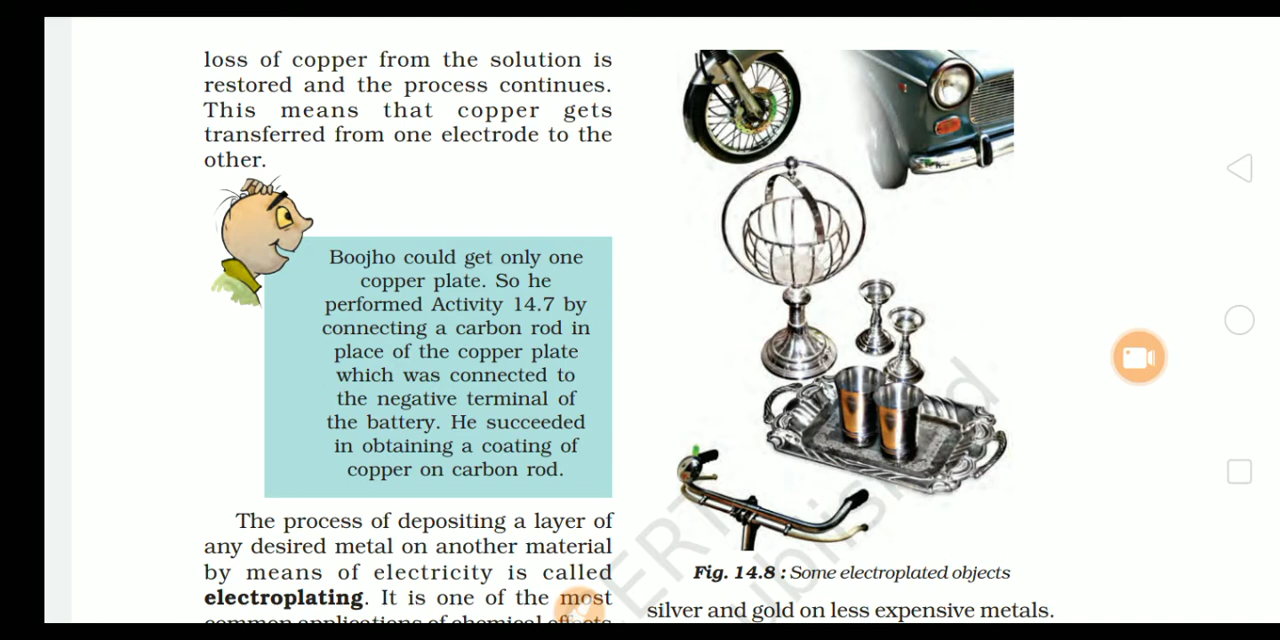 loss of copper from the solution is
restored and the process continues.
This means that copper gets
transferred from one electrode to the
other.
Boojho could get only one
copper plate. So he
performed Activity 14.7 by
connecting a carbon rod in
place of the copper plate
which was connected to
the negative terminal of
the battery. He succeeded
in obtaining a coating of
copper on carbon rod.
The process of depositing a layer of
any desired metal on another material
by means of electricity is called
electroplating. It is one of the most
common applications of chemical effects
Fig. 14.8 : Some electroplated objects
silver and gold on less expensive metals.